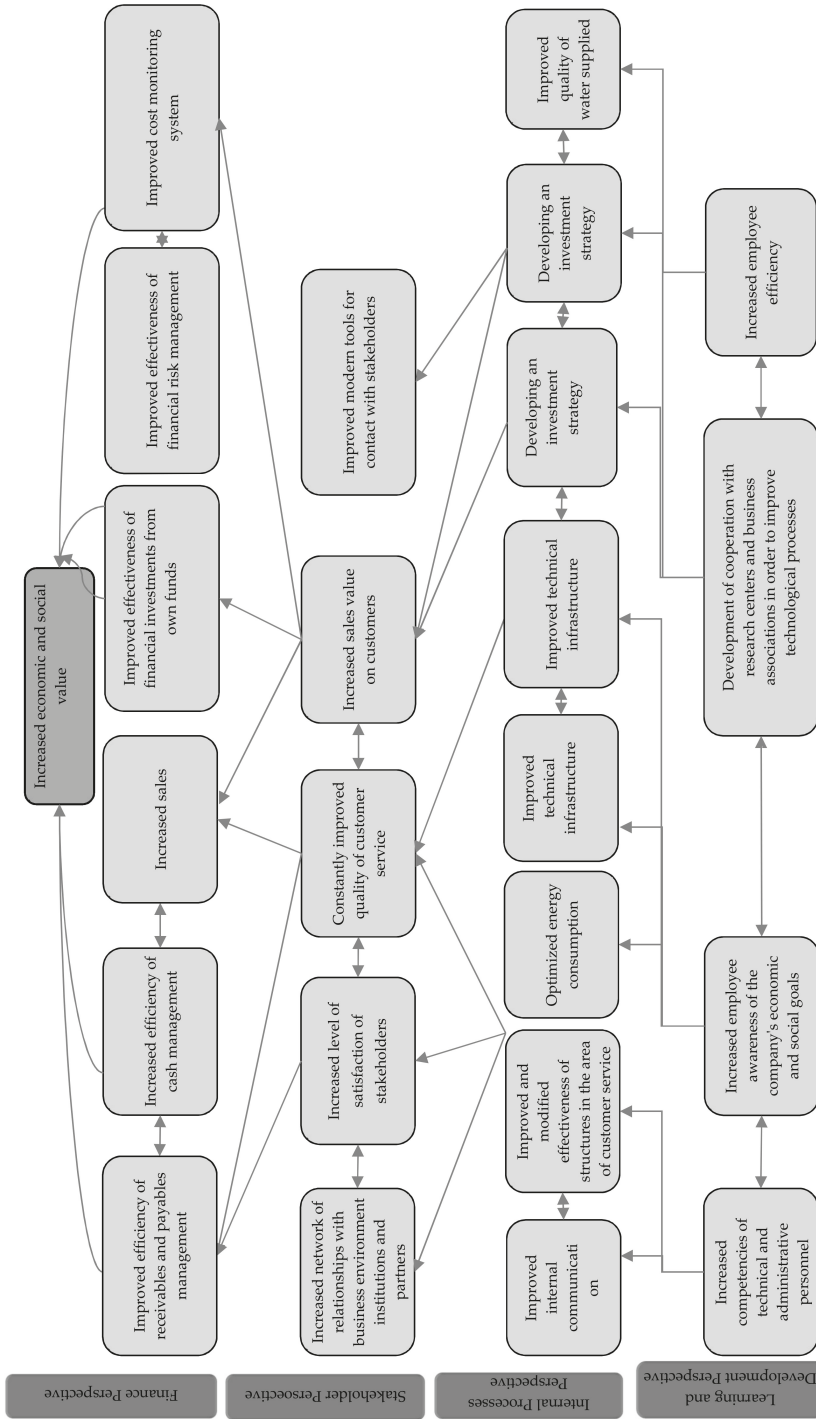 Increased economic and social
value
Finance Perspective
Improved efficiency of
receivables and payables
management
Increased efficiency of
cash management
Increased sales
Improved effectiveness of
financial investments from
own funds
Improved effectiveness of
financial risk management
Improved cost monitoring
system
Stakeholder Persoective
Increased network of
relationships with
business environment
institutions and
partners
Increased level of
satisfaction of
stakeholders
Constantly improved
quality of customer
service
Increased sales value
on customers
Improved modern tools for
contact with stakeholders
Internal Processes
Perspective
Improved
internal
communicati
on
Improved and
modified
effectiveness of
structures in the area
of customer service
Optimized energy
consumption
Improved
technical
infrastructure
Improved technical
infrastructure
Developing an
investment
strategy
Developing an
investment
strategy
Improved
quality of
water supplied
Learning and
Development Perspective
Increased
competencies of
technical and
administrative
personnel
Increased employee
awareness of the
company's economic
and social goals
Development of cooperation with
research centers and business
associations in order to improve
technological processes
Increased employee
efficiency